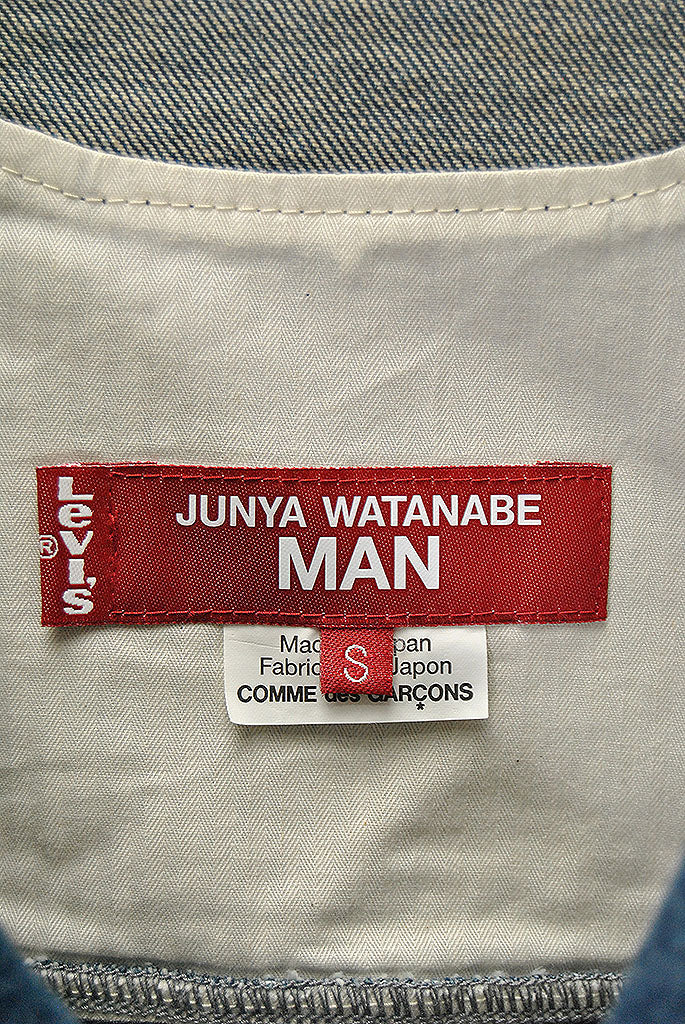 Levi's
®
JUNYA WATANABE
MAN
S
COMME des GARÇONS
*